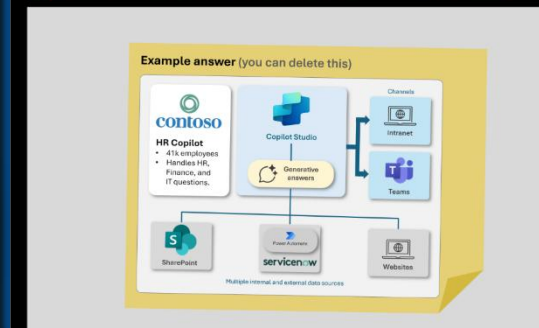 Example answer (you can delete this)
Channels
contoso
HR Copilot
• 41k employees
• Handles HR,
Finance, and
IT questions.
Copilot Studio
Generative
answers
Intranet
Teams
SharePoint
Power Automate
servicenow
Websites
Multiple internal and external data sources